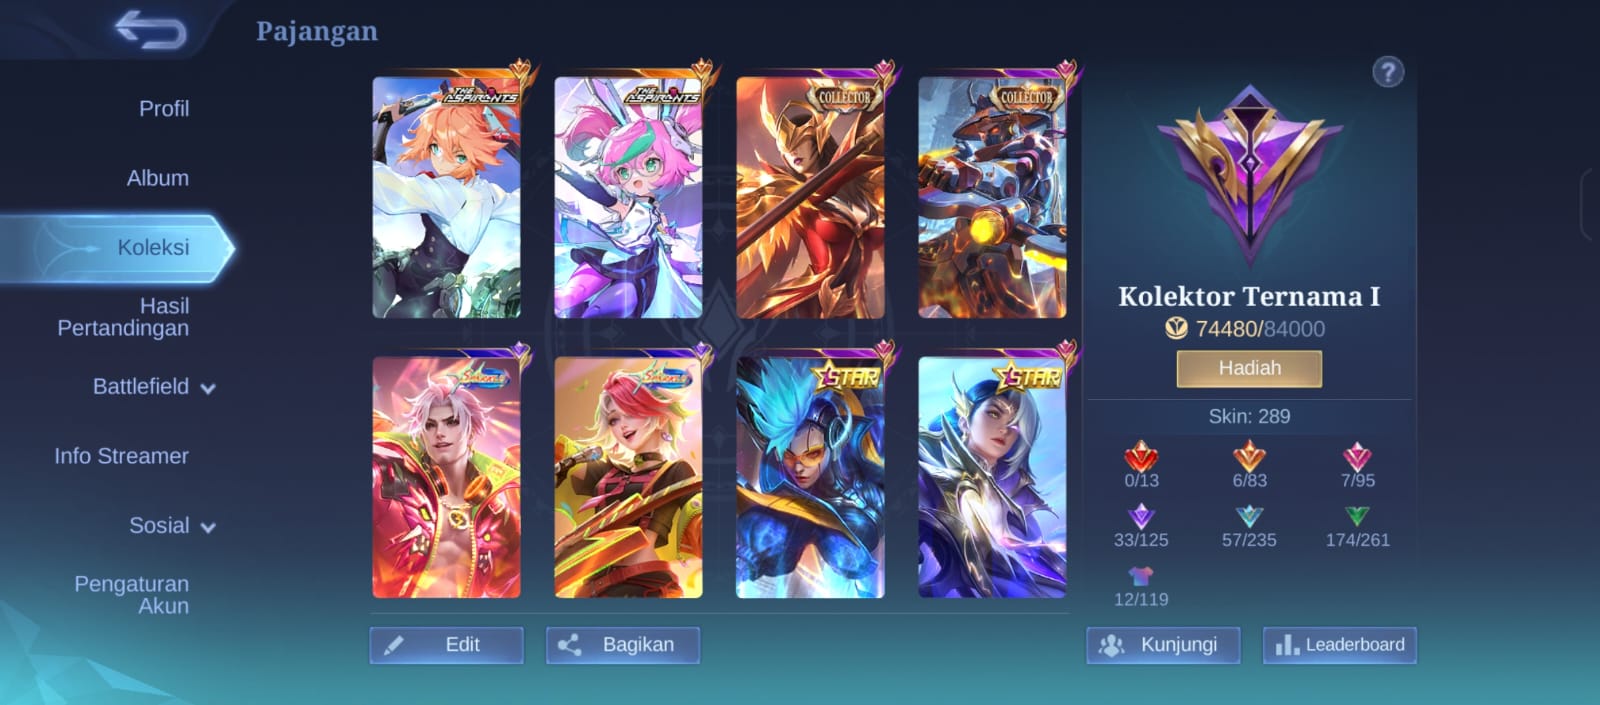 Pajangan
Profil
Album
Koleksi
Hasil
Pertandingan
Battlefield
Info Streamer
Sosial
Pengaturan
Akun
THE ASPIRANTS
THE ASPIRANTS
COLLECTOR
COLLECTOR
STAR
STAR
Edit
Bagikan
?
Kolektor Ternama I
74480/84000
Hadiah
Skin: 289
0/13
6/83
7/95
33/125
57/235
174/261
12/119
Kunjungi
Leaderboard